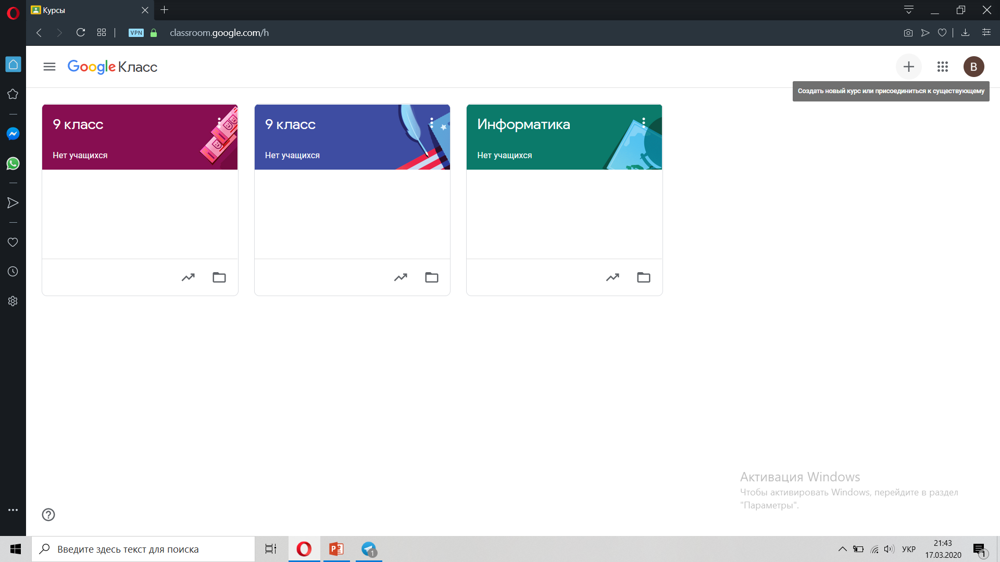 Курсы
VPN
classroom.google.com/h
Google Класс
B
Создать новый курс или присоединиться к существующему
9 класс
Нет учащихся
9 класс
Нет учащихся
Информатика
Нет учащихся
Активация Windows
Чтобы активировать Windows, перейдите в раздел
"Параметры".
Введите здесь текст для поиска
P
1
УКР
21:43
17.03.2020
1